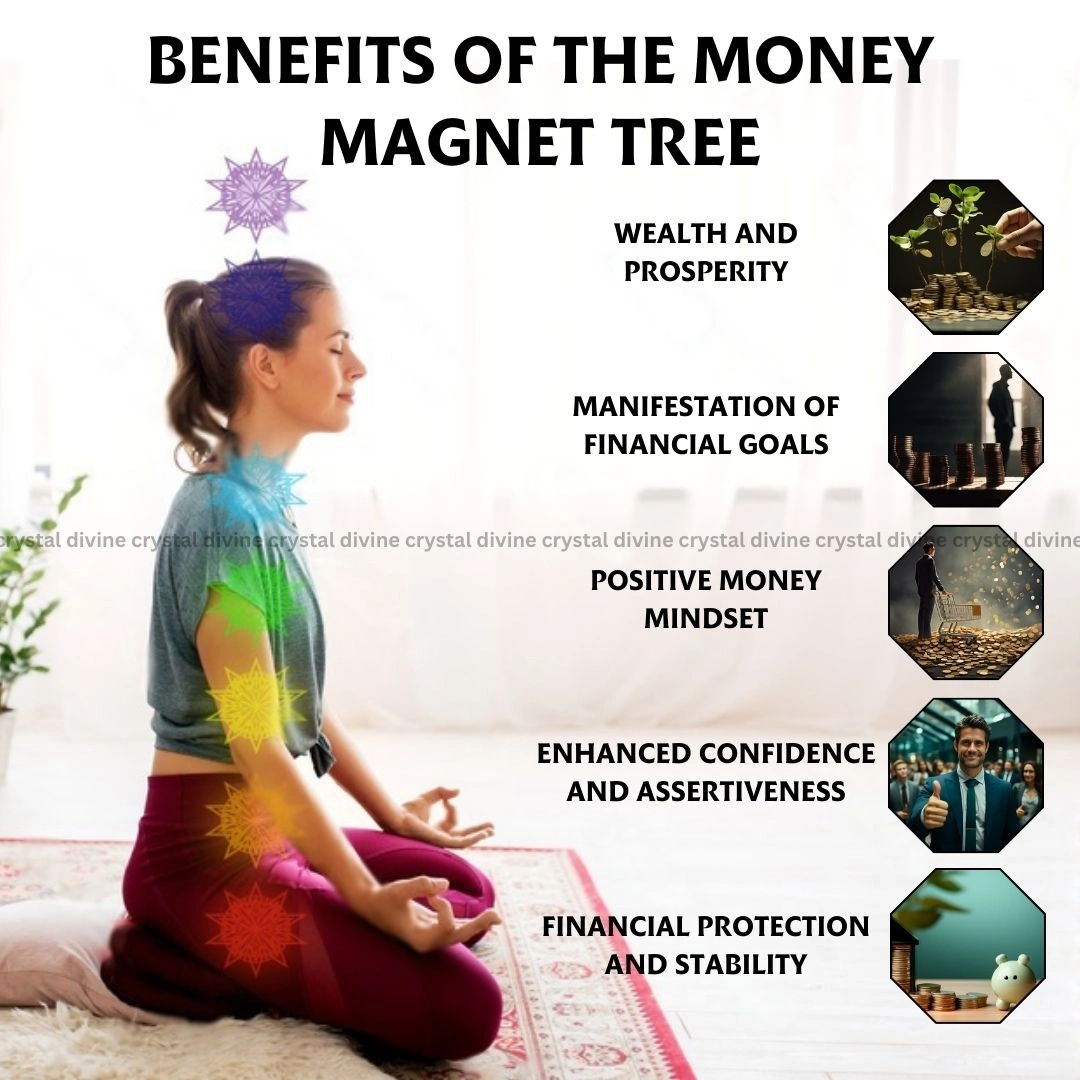 BENEFITS OF THE MONEY
MAGNET TREE
WEALTH AND
PROSPERITY
MANIFESTATION OF
FINANCIAL GOALS
crystal divine crystal divine crystal divine crystal divine crystal divine crystal divine crystal divine crystal divine
POSITIVE MONEY
MINDSET
ENHANCED CONFIDENCE
AND ASSERTIVENESS
FINANCIAL PROTECTION
AND STABILITY